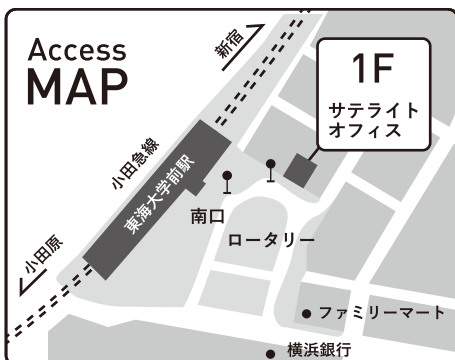 Access
MAP
新宿
1F
サテライト
オフィス
小田急線
東海大学前駅
南口
ロータリー
小田原
ファミリーマート
横浜銀行